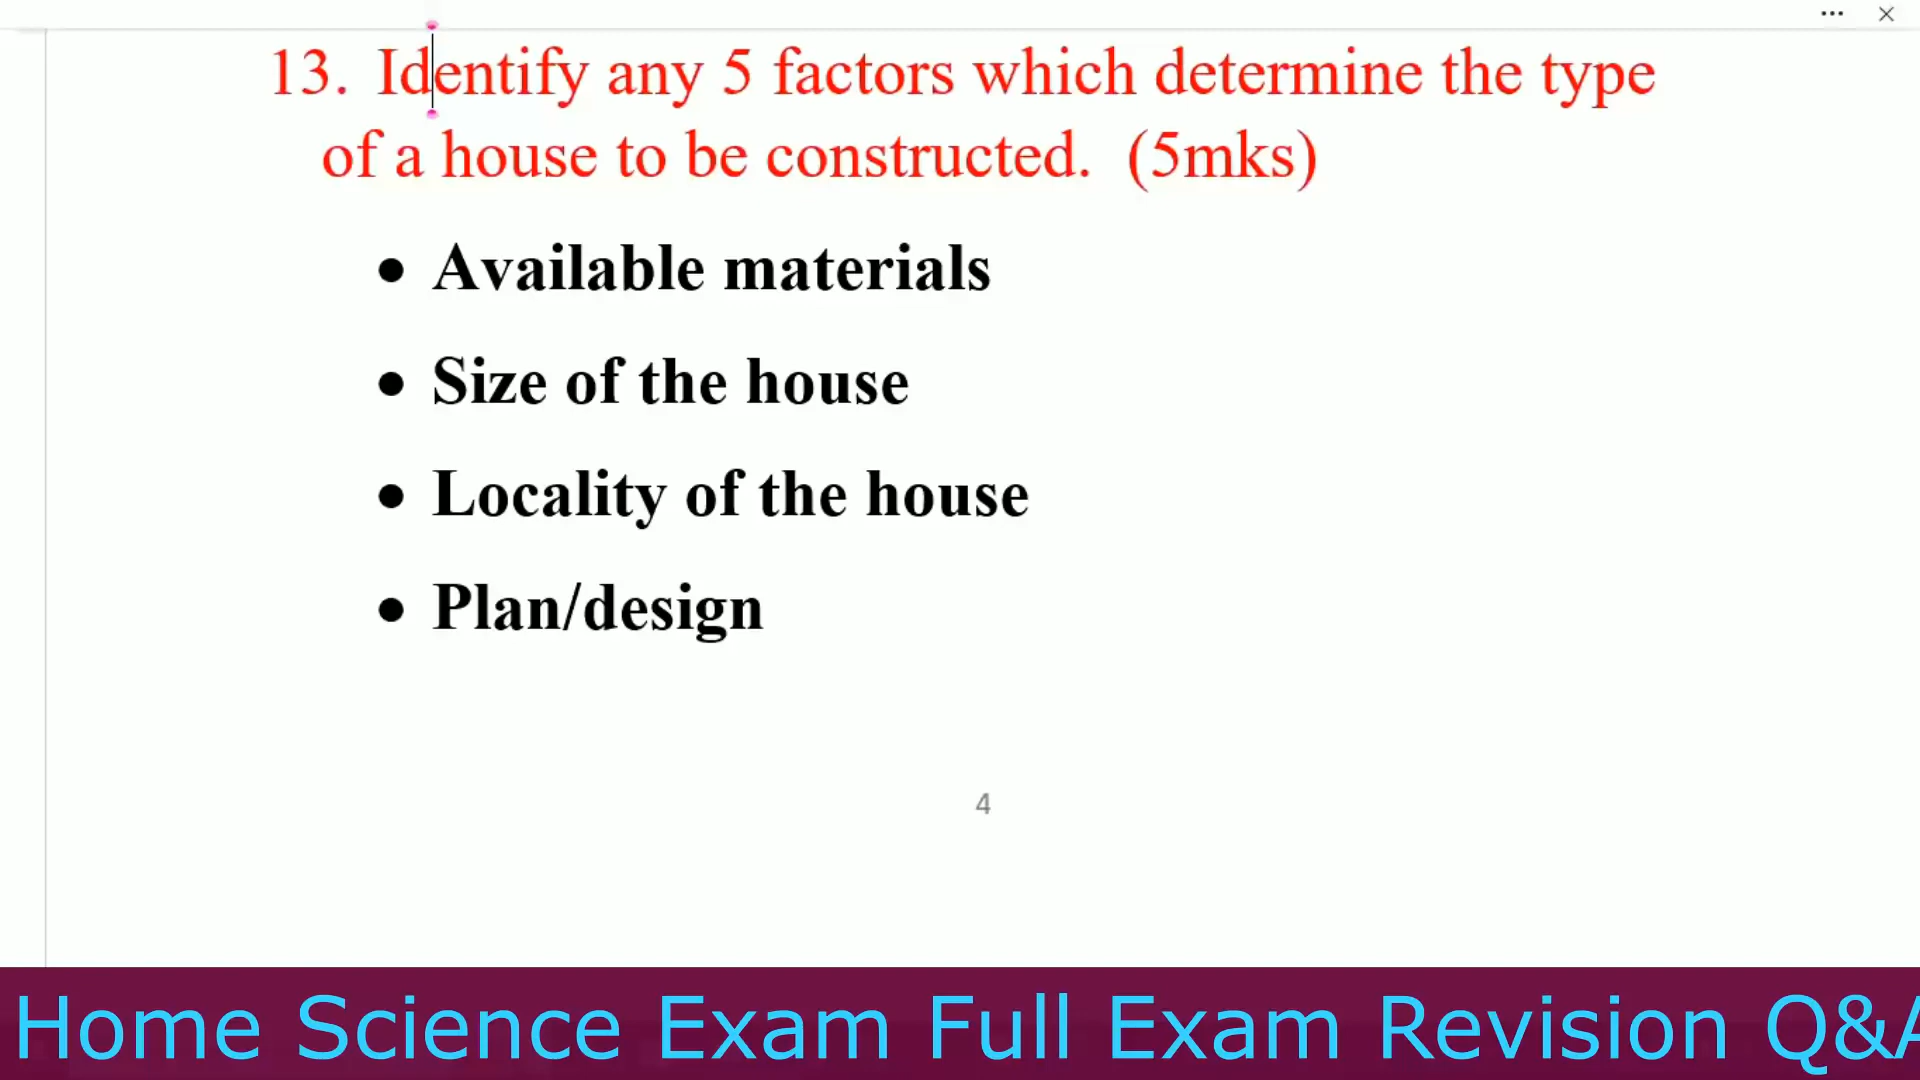 13. Identify any 5 factors which determine the type
of a house to be constructed. (5mks)
• Available materials
• Size of the house
• Locality of the house
• Plan/design
4
Home Science Exam Full Exam Revision Q&A